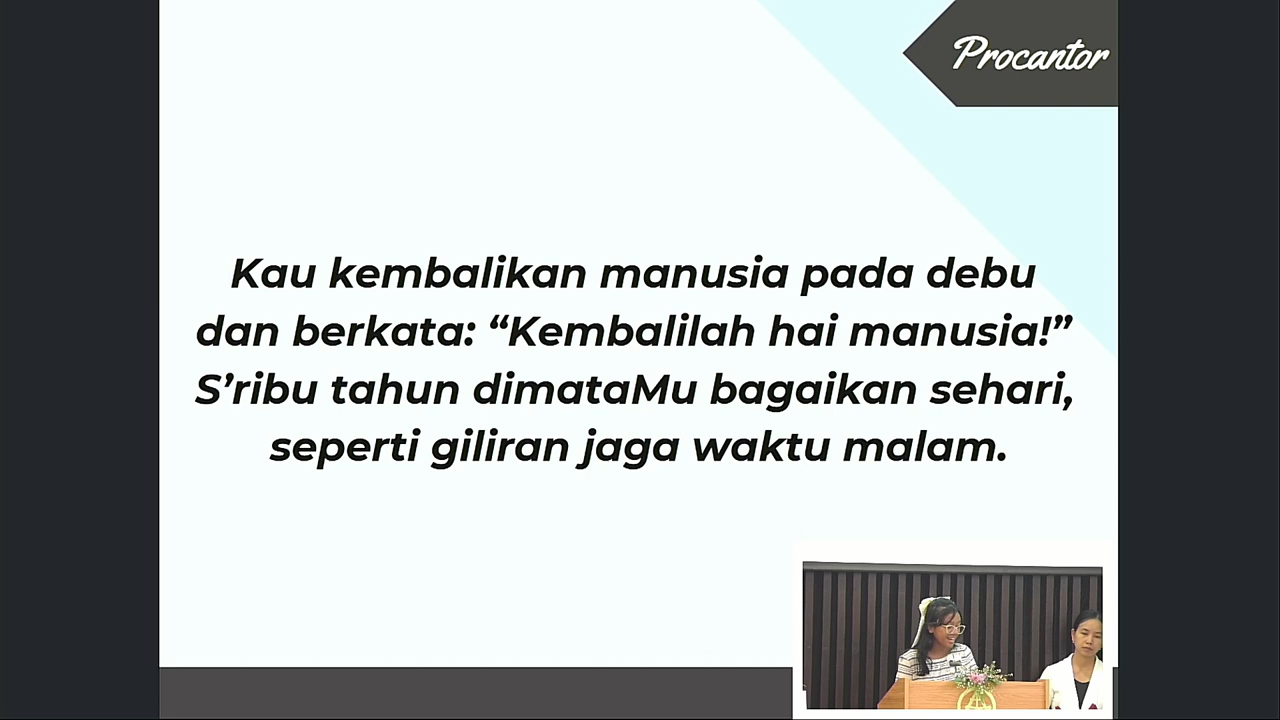 Procantor
Kau kembalikan manusia pada debu
dan berkata: “Kembalilah hai manusia!”
S’ribu tahun dimataMu bagaikan sehari,
seperti giliran jaga waktu malam.